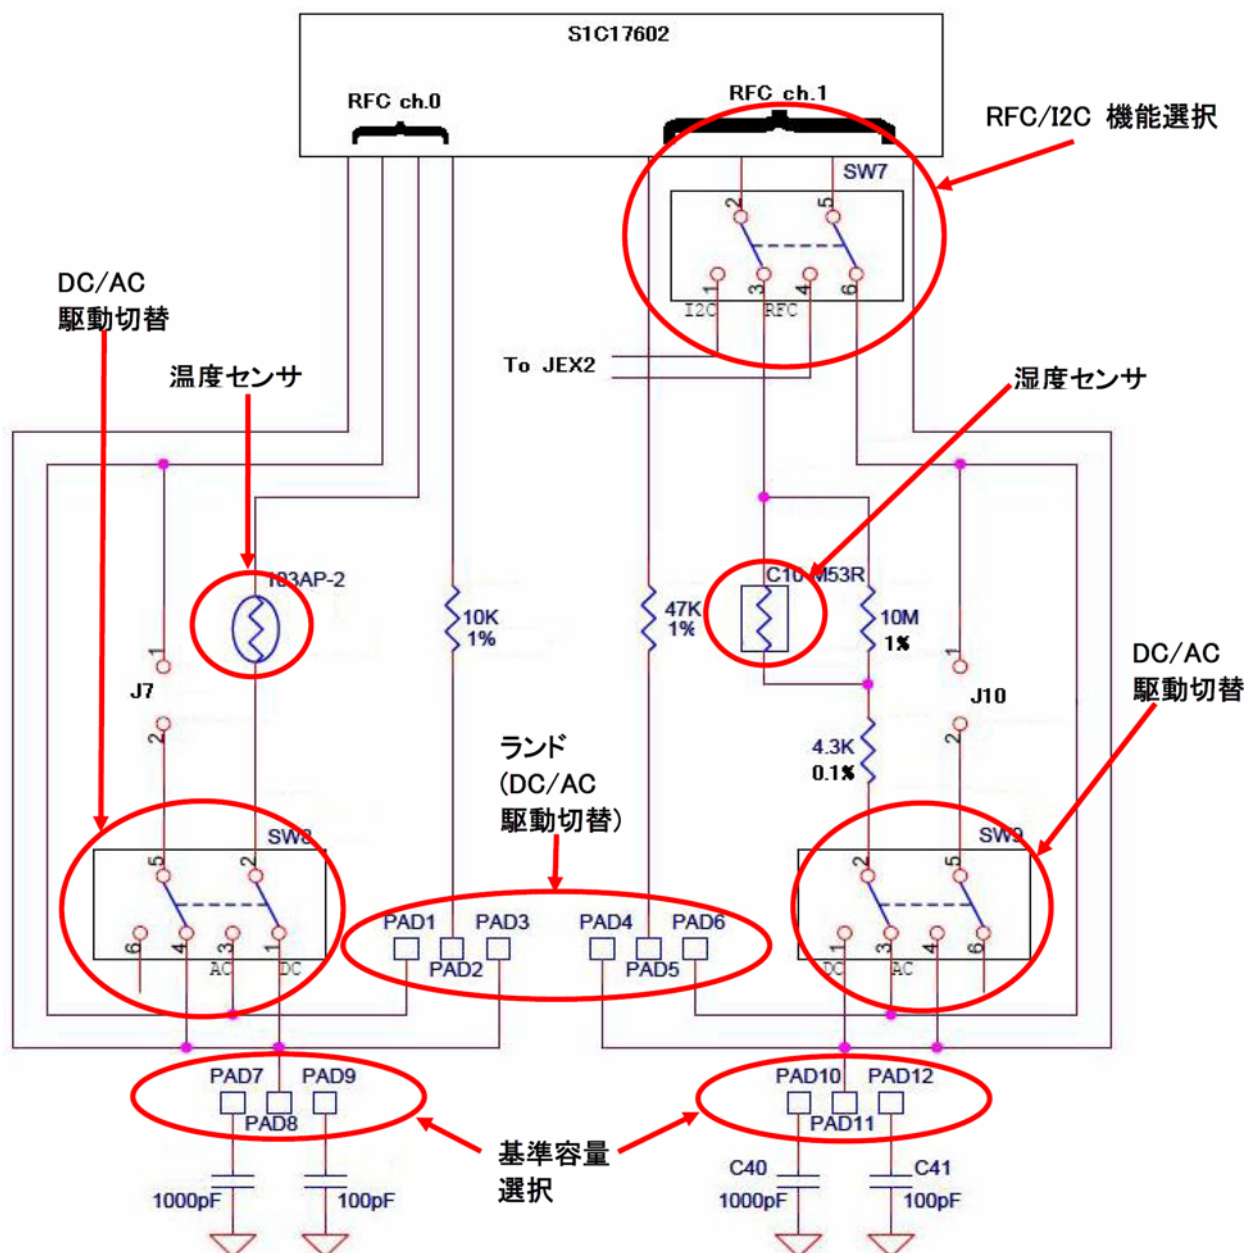 S1C17602
RFC ch.0
RFC ch.1
RFC/I2C 機能選択
SW7
2
5
1
3
4
6
I2C
RFC
To JEX2
DC/AC
駆動切替
温度センサ
湿度センサ
103AP-2
10K
1%
47K
1%
C10-M53R
10M
1%
1
J7
2
1
J10
2
DC/AC
駆動切替
4.3K
0.1%
ランド
(DC/AC
駆動切替)
SW8
5
2
6
4
3
1
AC
DC
SW9
2
5
1
3
4
6
DC
AC
PAD1
PAD3
PAD2
PAD4
PAD6
PAD5
PAD7
PAD9
PAD8
PAD10
PAD12
PAD11
基準容量
選択
1000pF
100pF
C40
1000pF
C41
100pF